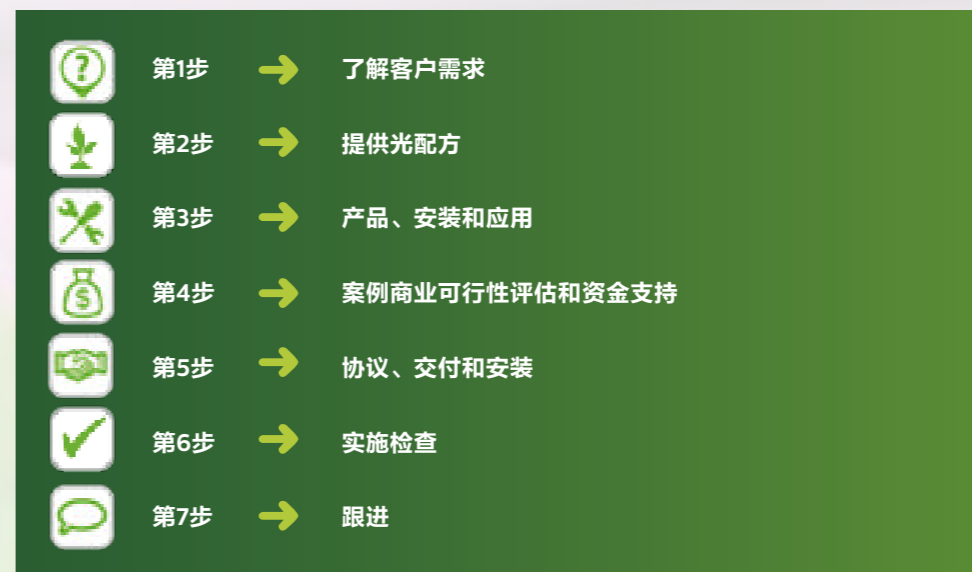 第1步 了解客户需求
第2步 提供光配方
第3步 产品、安装和应用
第4步 案例商业可行性评估和资金支持
第5步 协议、交付和安装
第6步 实施检查
第7步 跟进